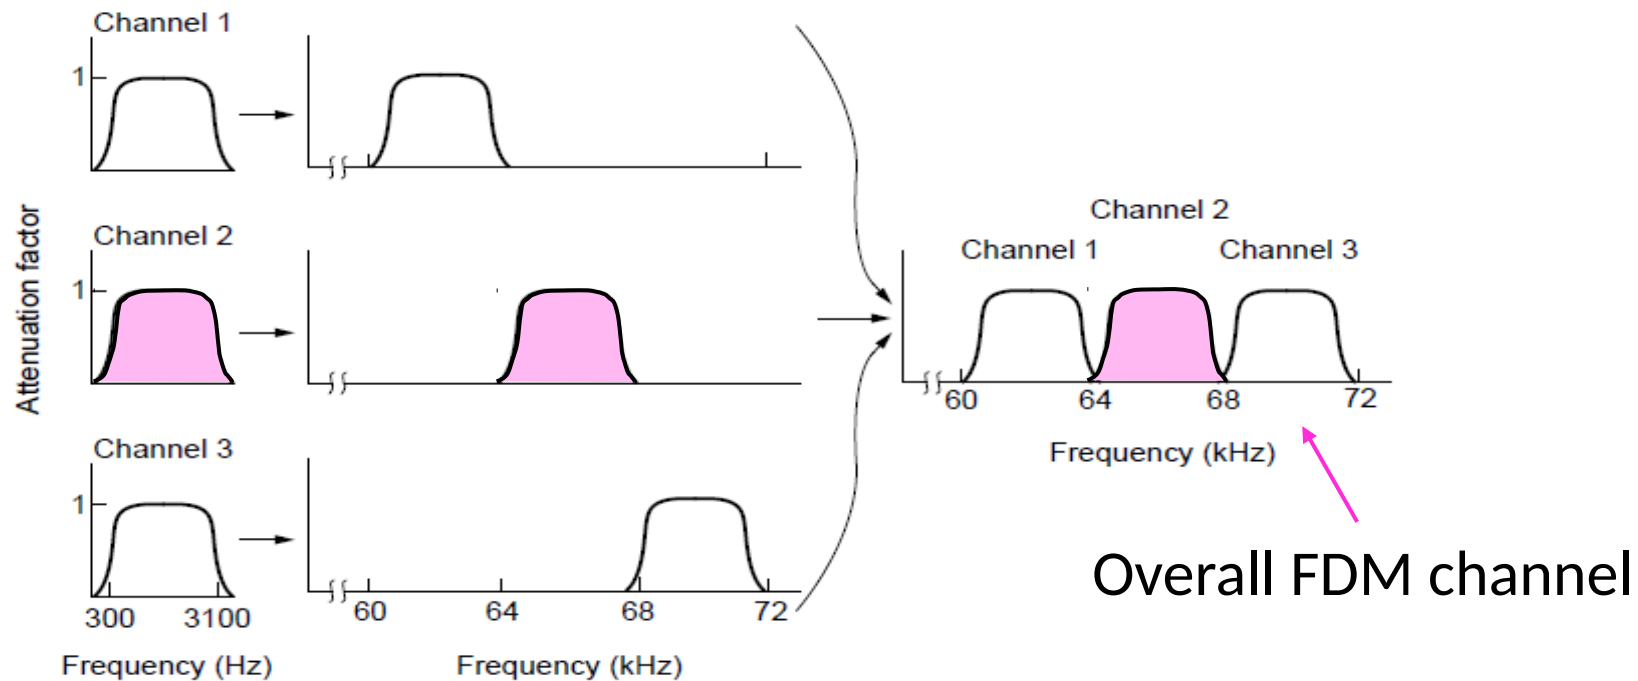 Channel 1
1
Attenuation factor
Channel 2
1
Channel 3
1
300 3100
Frequency (Hz)
60 64 68 72
Frequency (kHz)
Channel 2
Channel 1 Channel 3
60 64 68 72
Frequency (kHz)
Overall FDM channel